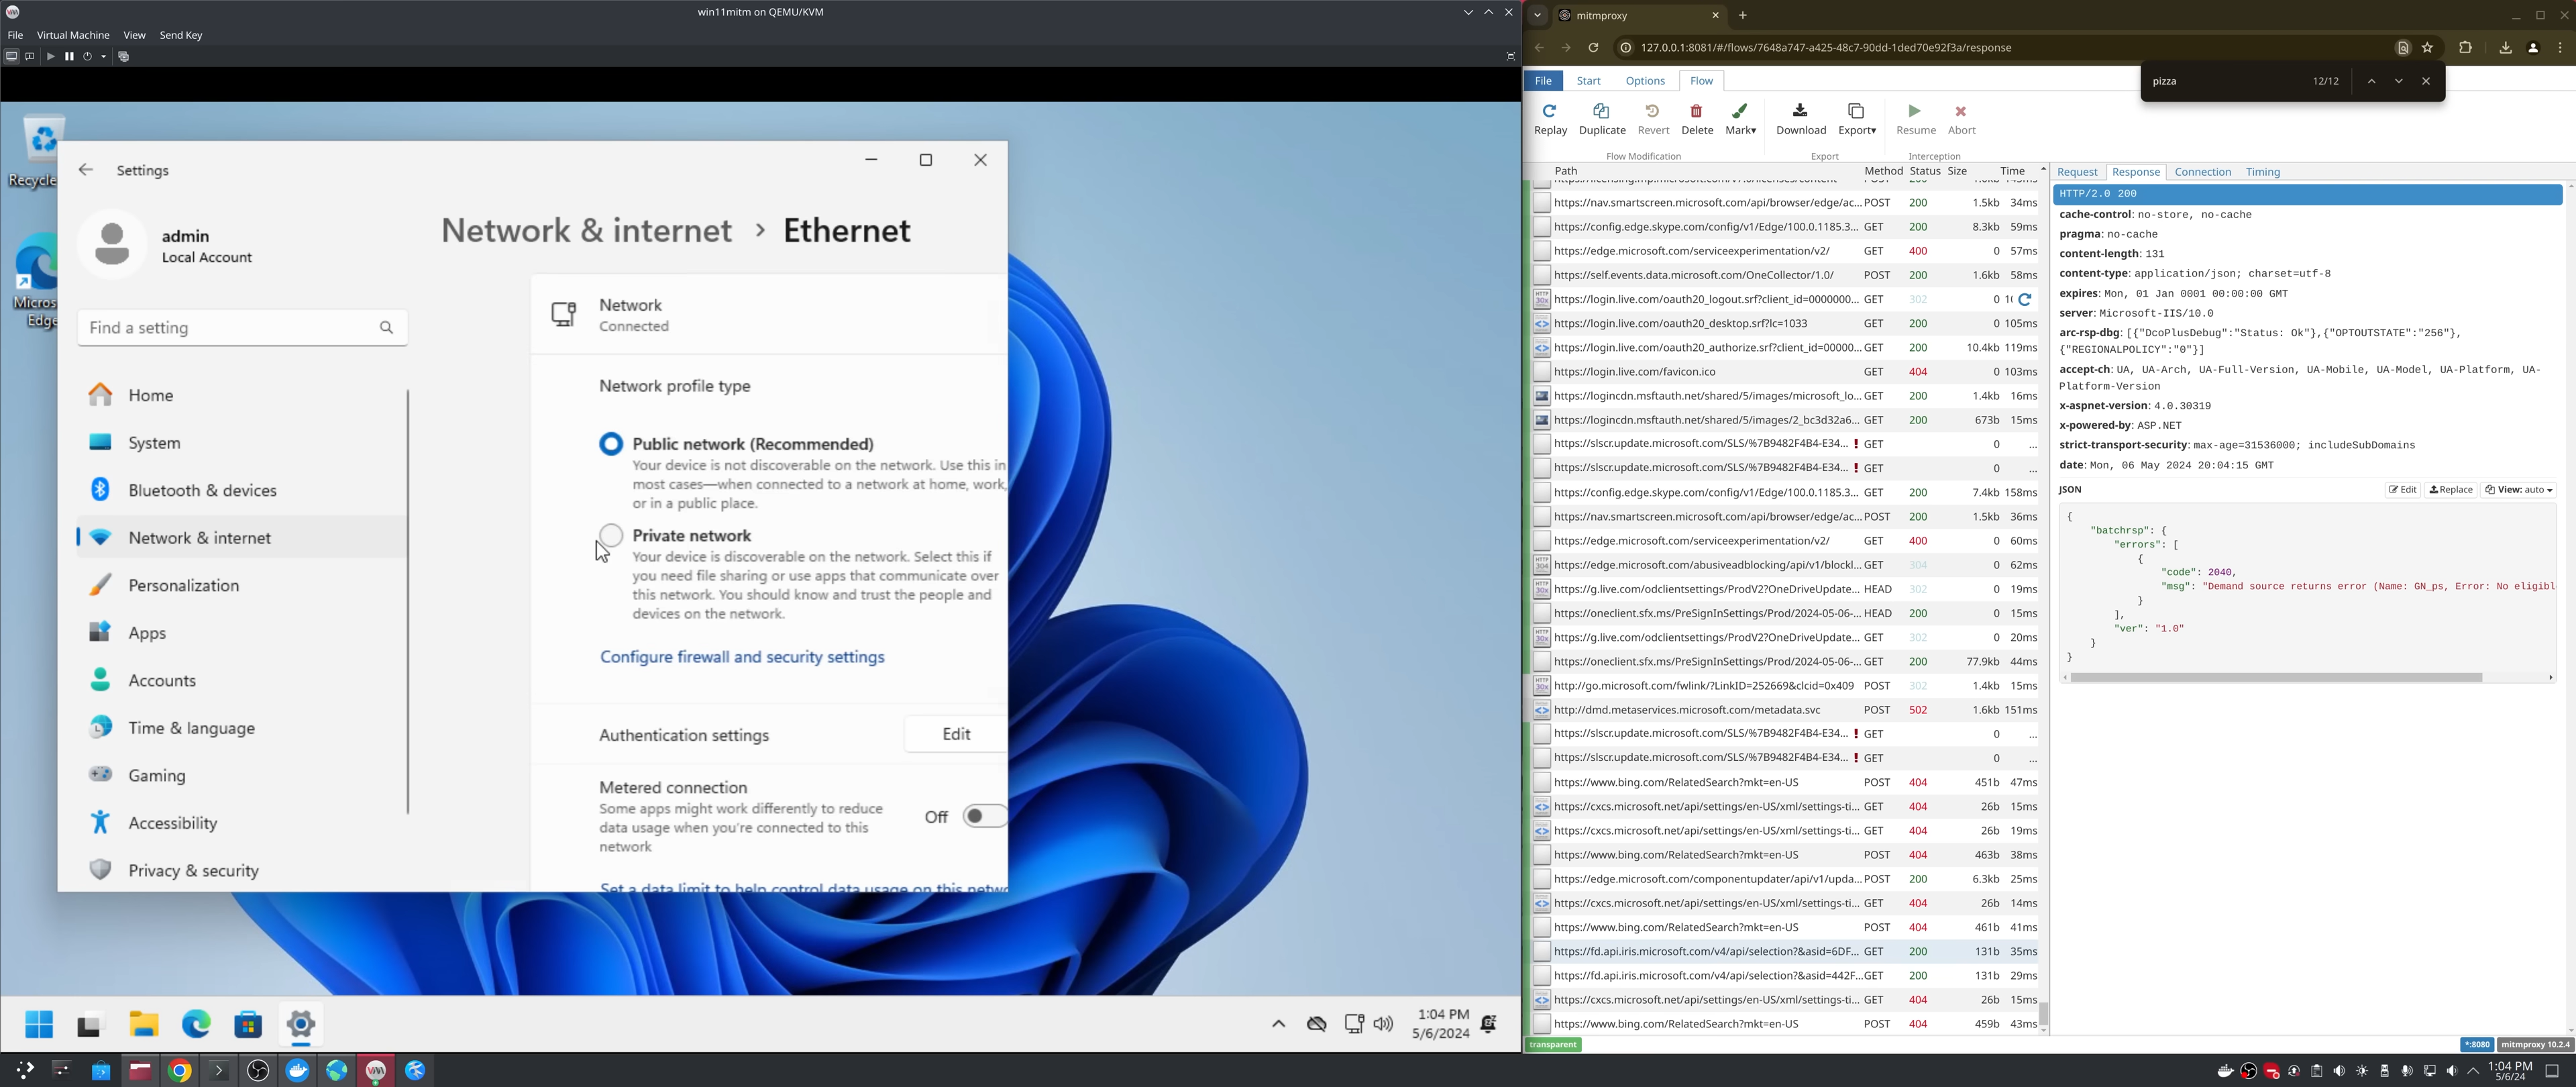 win11mitm on QEMU/KVM
File Virtual Machine View Send Key
Recycle
Micros
Edge
Settings
admin
Local Account
Find a setting
Home
System
Bluetooth & devices
Network & internet
Personalization
Apps
Accounts
Time & language
Gaming
Accessibility
Privacy & security
Network & internet > Ethernet
Network
Connected
Network profile type
Public network (Recommended)
Your device is not discoverable on the network. Use this in
most cases—when connected to a network at home, work,
or in a public place.
Private network
Your device is discoverable on the network. Select this if
you need file sharing or use apps that communicate over
this network. You should know and trust the people and
devices on the network.
Configure firewall and security settings
Authentication settings
Edit
Metered connection
Some apps might work differently to reduce
data usage when you're connected to this
network
Off
Set a data limit to help control data usage on this netwo
1:04 PM
5/6/2024
mitmproxy
127.0.0.1:8081/#/flows/7648a747-a425-48c7-90dd-1ded70e92f3a/response
pizza 12/12
File Start Options Flow
Replay Duplicate Revert Delete Mark▾ Download Export▾ Resume Abort
Flow Modification Export Interception
Path Method Status Size Time
https://nav.smartscreen.microsoft.com/api/browser/edge/ac... POST 200 1.5kb 34ms
https://config.edge.skype.com/config/v1/Edge/100.0.1185.3... GET 200 8.3kb 59ms
https://edge.microsoft.com/serviceexperimentation/v2/ GET 400 0 57ms
https://self.events.data.microsoft.com/OneCollector/1.0/ POST 200 1.6kb 58ms
https://login.live.com/oauth20_logout.srf?client_id=0000000... GET 302 0
https://login.live.com/oauth20_desktop.srf?lc=1033 GET 200 0 105ms
https://login.live.com/oauth20_authorize.srf?client_id=00000... GET 200 10.4kb 119ms
https://login.live.com/favicon.ico GET 404 0 103ms
https://logincdn.msftauth.net/shared/5/images/microsoft_lo... GET 200 1.4kb 16ms
https://logincdn.msftauth.net/shared/5/images/2_bc3d32a6... GET 200 673b 15ms
https://slscr.update.microsoft.com/SLS/%7B9482F4B4-E34... ! GET 0 ...
https://slscr.update.microsoft.com/SLS/%7B9482F4B4-E34... ! GET 0 ...
https://config.edge.skype.com/config/v1/Edge/100.0.1185.3... GET 200 7.4kb 158ms
https://nav.smartscreen.microsoft.com/api/browser/edge/ac... POST 200 1.5kb 36ms
https://edge.microsoft.com/serviceexperimentation/v2/ GET 400 0 60ms
https://edge.microsoft.com/abusiveadblocking/api/v1/blockl... GET 304 0 62ms
https://g.live.com/odclientsettings/ProdV2?OneDriveUpdate... HEAD 302 0 19ms
https://oneclient.sfx.ms/PreSignInSettings/Prod/2024-05-06-... HEAD 200 0 15ms
https://g.live.com/odclientsettings/ProdV2?OneDriveUpdate... GET 302 0 20ms
https://oneclient.sfx.ms/PreSignInSettings/Prod/2024-05-06-... GET 200 77.9kb 44ms
http://go.microsoft.com/fwlink/?LinkID=252669&clcid=0x409 POST 302 1.4kb 15ms
http://dmd.metaservices.microsoft.com/metadata.svc POST 502 1.6kb 151ms
https://slscr.update.microsoft.com/SLS/%7B9482F4B4-E34... ! GET 0 ...
https://slscr.update.microsoft.com/SLS/%7B9482F4B4-E34... ! GET 0 ...
https://www.bing.com/RelatedSearch?mkt=en-US POST 404 451b 47ms
https://cxcs.microsoft.net/api/settings/en-US/xml/settings-ti... GET 404 26b 15ms
https://cxcs.microsoft.net/api/settings/en-US/xml/settings-ti... GET 404 26b 19ms
https://www.bing.com/RelatedSearch?mkt=en-US POST 404 463b 38ms
https://edge.microsoft.com/componentupdater/api/v1/upda... POST 200 6.3kb 25ms
https://cxcs.microsoft.net/api/settings/en-US/xml/settings-ti... GET 404 26b 14ms
https://www.bing.com/RelatedSearch?mkt=en-US POST 404 461b 41ms
https://fd.api.iris.microsoft.com/v4/api/selection?&asid=6DF... GET 200 131b 35ms
https://fd.api.iris.microsoft.com/v4/api/selection?&asid=442F... GET 200 131b 29ms
https://cxcs.microsoft.net/api/settings/en-US/xml/settings-ti... GET 404 26b 15ms
https://www.bing.com/RelatedSearch?mkt=en-US POST 404 459b 43ms
Request Response Connection Timing
HTTP/2.0 200
cache-control: no-store, no-cache
pragma: no-cache
content-length: 131
content-type: application/json; charset=utf-8
expires: Mon, 01 Jan 0001 00:00:00 GMT
server: Microsoft-IIS/10.0
arc-rsp-dbg: [{"DcoPlusDebug":"Status: Ok"},{"OPTOUTSTATE":"256"},
{"REGIONALPOLICY":"0"}]
accept-ch: UA, UA-Arch, UA-Full-Version, UA-Mobile, UA-Model, UA-Platform, UA-
Platform-Version
x-aspnet-version: 4.0.30319
x-powered-by: ASP.NET
strict-transport-security: max-age=31536000; includeSubDomains
date: Mon, 06 May 2024 20:04:15 GMT
JSON Edit Replace View: auto ▾
{
"batchrsp": {
"errors": [
{
"code": 2040,
"msg": "Demand source returns error (Name: GN_ps, Error: No eligibl
}
],
"ver": "1.0"
}
}
transparent
*:8080 mitmproxy 10.2.4
1:04 PM
5/6/24